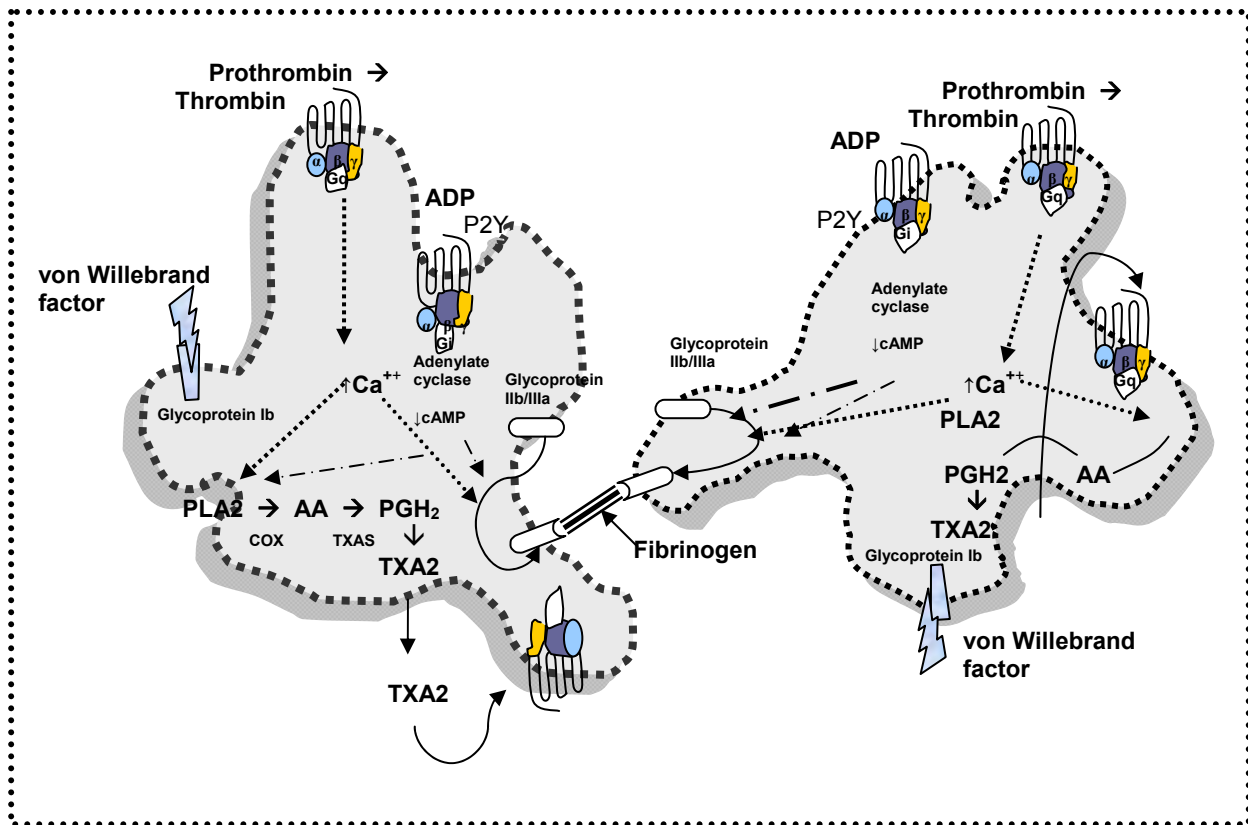 Prothrombin →
Thrombin
α
β
γ
Gq
ADP
P2Y
α
β
γ
Gi
von Willebrand
factor
Glycoprotein Ib
↑Ca++
Adenylate
cyclase
↓cAMP
Glycoprotein
IIb/IIIa
PLA2 → AA → PGH₂
COX
TXAS
↓
TXA2
TXA2
Fibrinogen
Prothrombin →
Thrombin
α
β
γ
Gq
ADP
P2Y
α
β
γ
Gi
Adenylate
cyclase
↓cAMP
Glycoprotein
IIb/IIIa
↑Ca++
PLA2
α
β
γ
Gq
PGH2
AA
↓
TXA2
Glycoprotein Ib
von Willebrand
factor